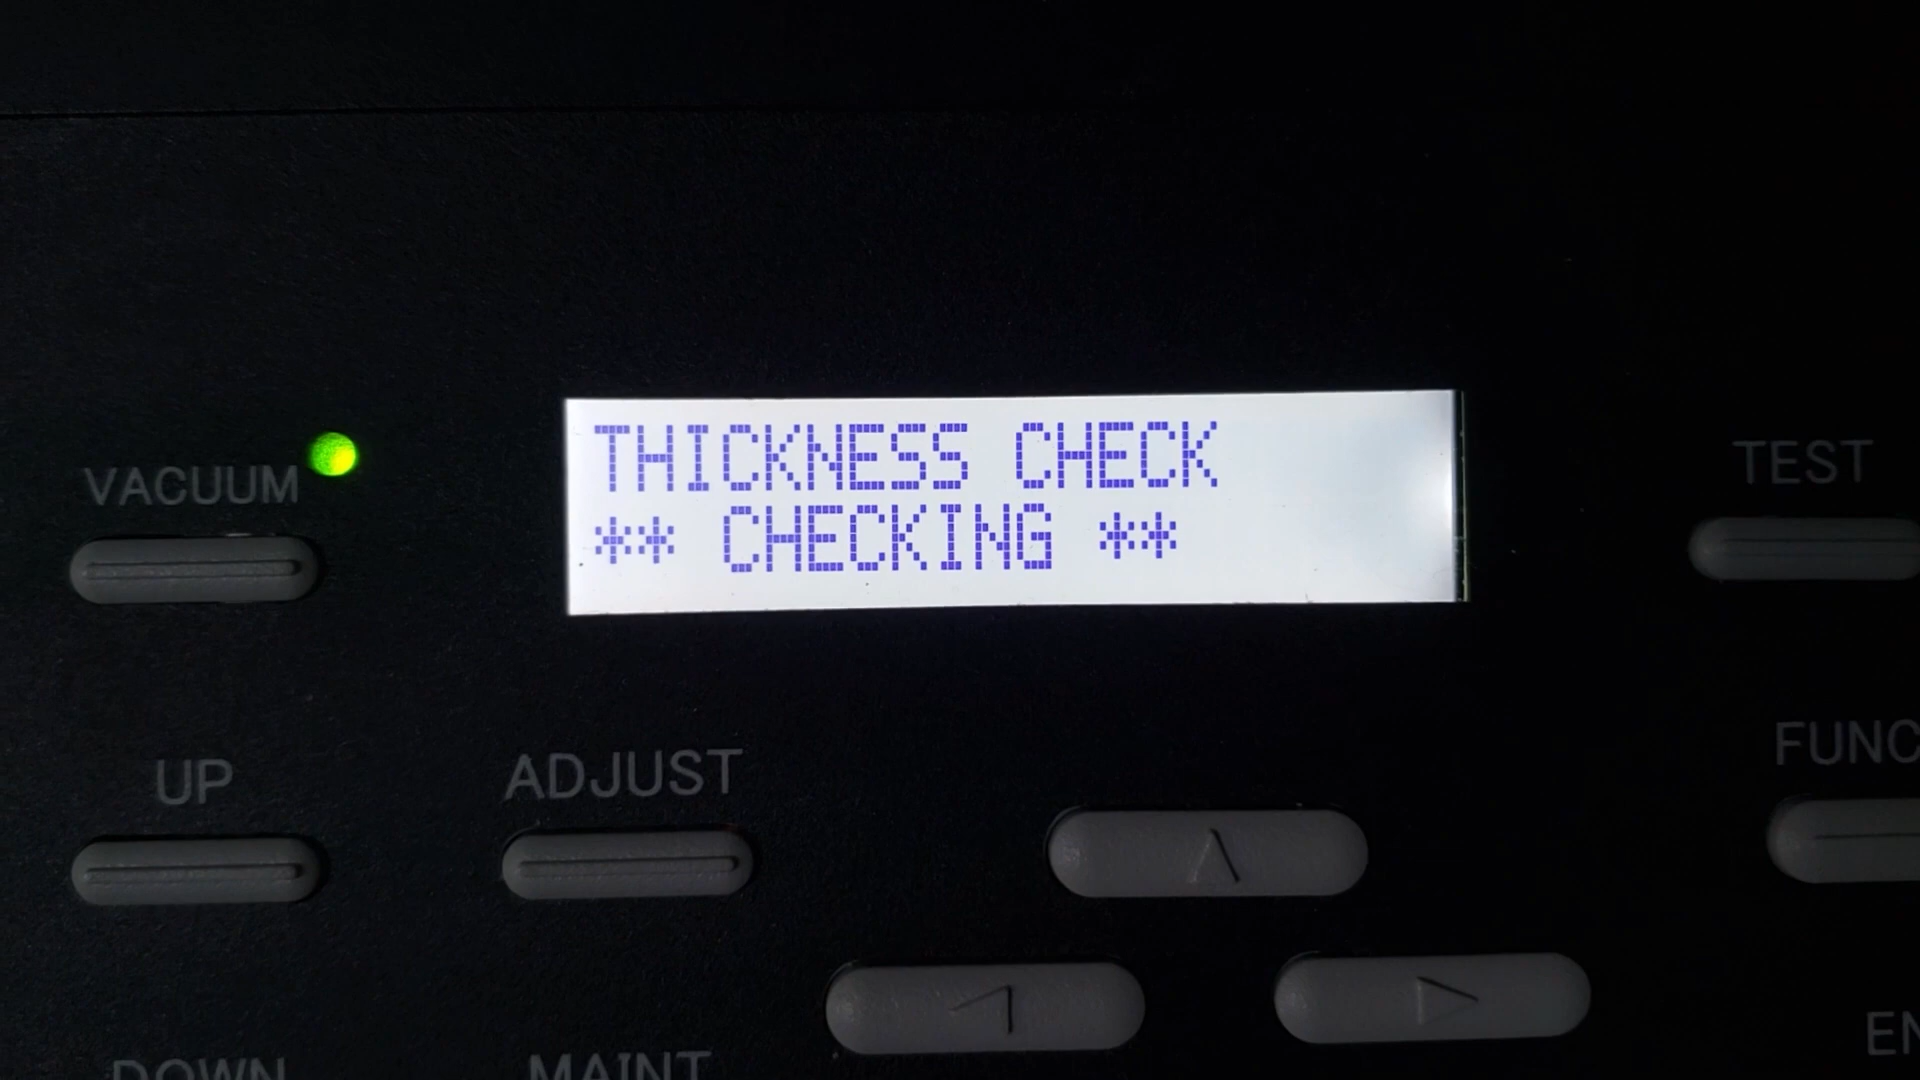 THICKNESS CHECK
** CHECKING **
VACUUM
TEST
UP
ADJUST
FUNC
DOWN
MAINT